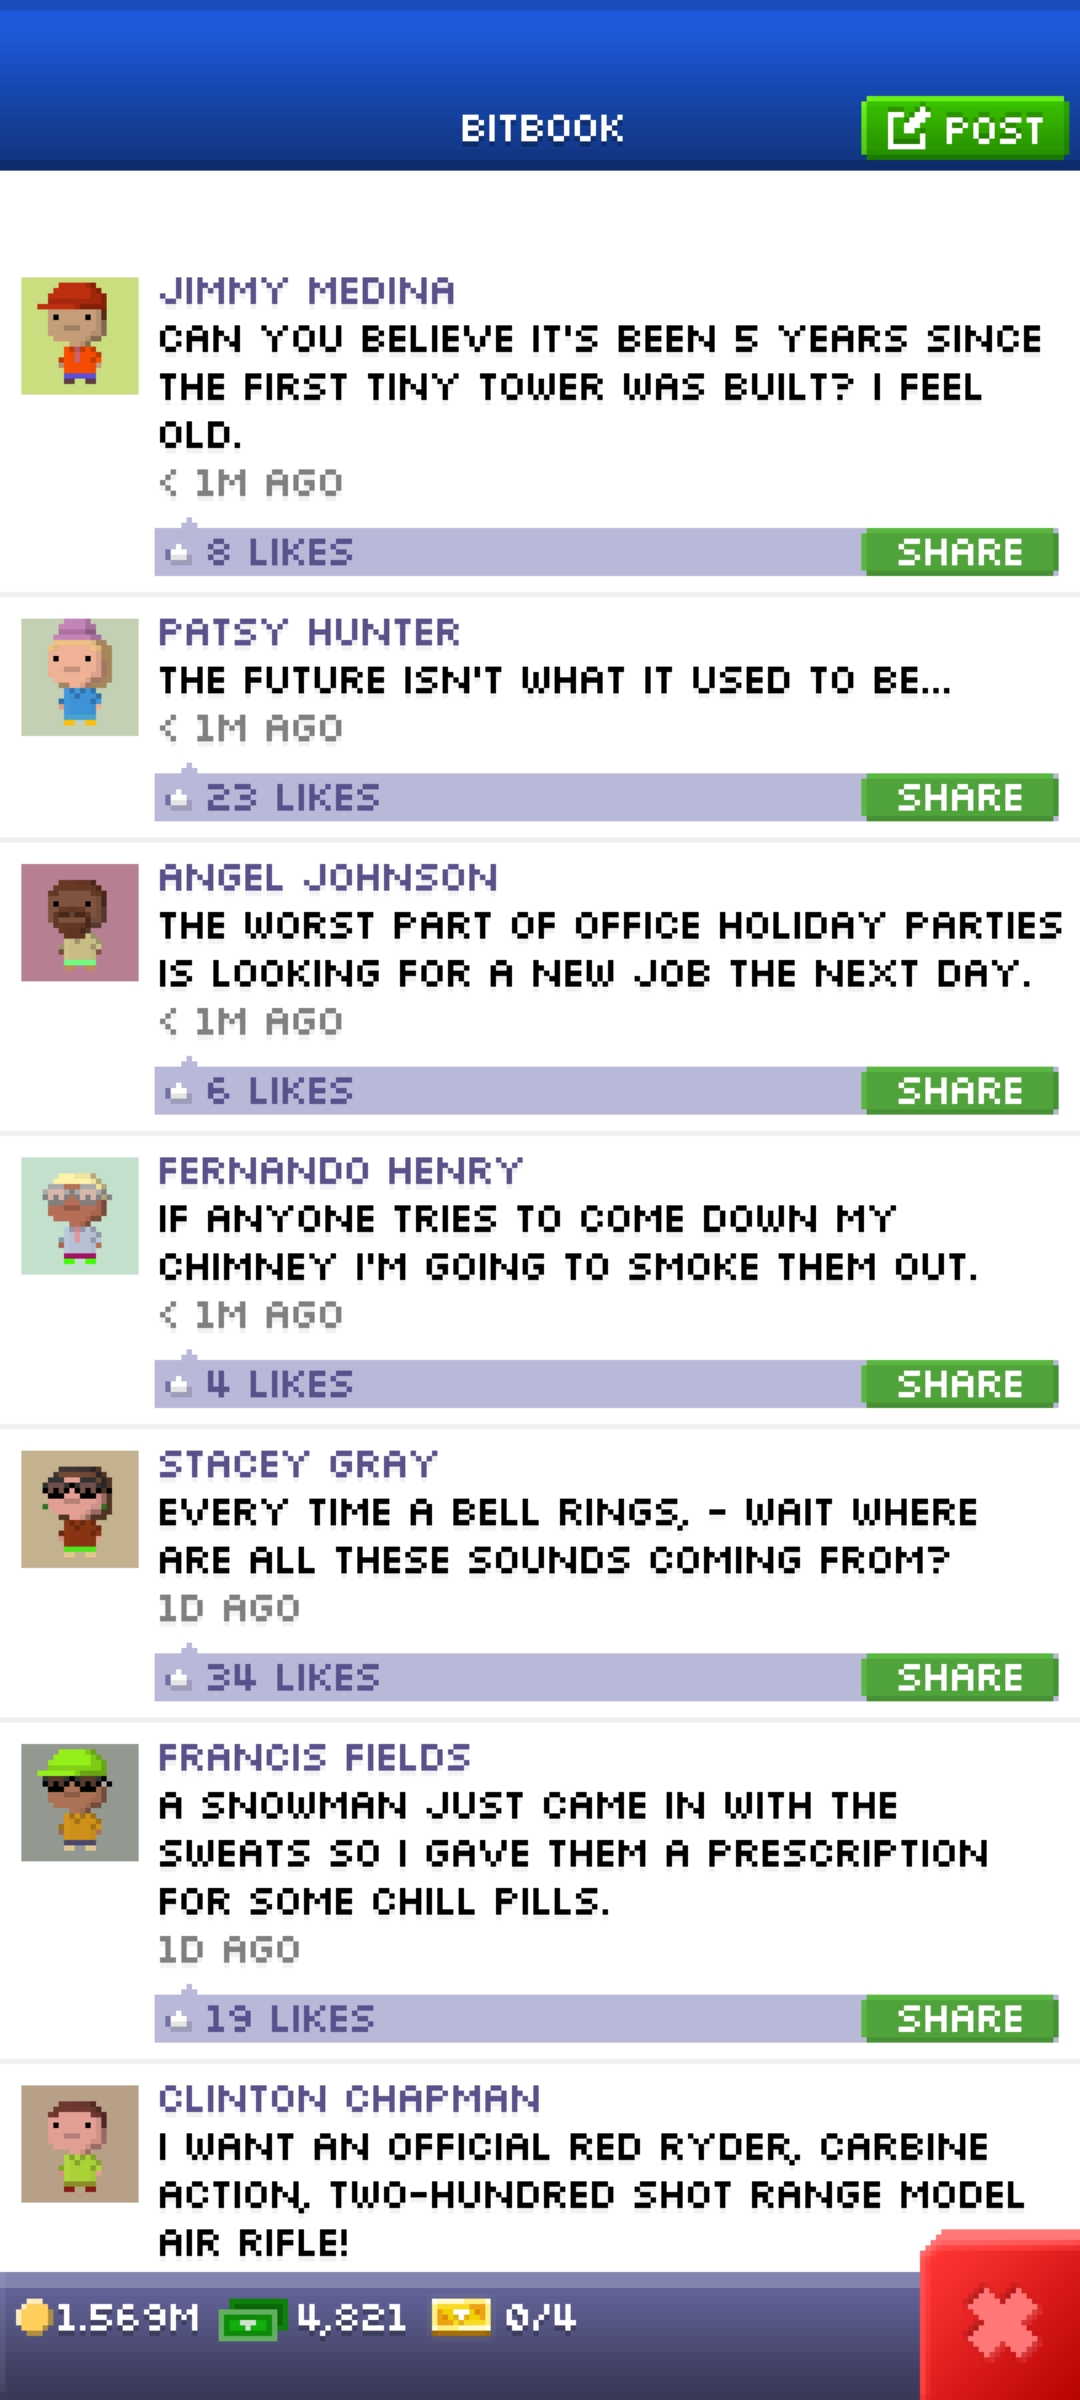 BITBOOK
POST
JIMMY MEDINA
CAN YOU BELIEVE IT'S BEEN 5 YEARS SINCE
THE FIRST TINY TOWER WAS BUILT? I FEEL
OLD.
< 1M AGO
8 LIKES
SHARE
PATSY HUNTER
THE FUTURE ISN'T WHAT IT USED TO BE...
< 1M AGO
23 LIKES
SHARE
ANGEL JOHNSON
THE WORST PART OF OFFICE HOLIDAY PARTIES
IS LOOKING FOR A NEW JOB THE NEXT DAY.
< 1M AGO
6 LIKES
SHARE
FERNANDO HENRY
IF ANYONE TRIES TO COME DOWN MY
CHIMNEY I'M GOING TO SMOKE THEM OUT.
< 1M AGO
4 LIKES
SHARE
STACEY GRAY
EVERY TIME A BELL RINGS, - WAIT WHERE
ARE ALL THESE SOUNDS COMING FROM?
1D AGO
34 LIKES
SHARE
FRANCIS FIELDS
A SNOWMAN JUST CAME IN WITH THE
SWEATS SO I GAVE THEM A PRESCRIPTION
FOR SOME CHILL PILLS.
1D AGO
19 LIKES
SHARE
CLINTON CHAPMAN
I WANT AN OFFICIAL RED RYDER, CARBINE
ACTION, TWO-HUNDRED SHOT RANGE MODEL
AIR RIFLE!
1.569M 4,821 0/4